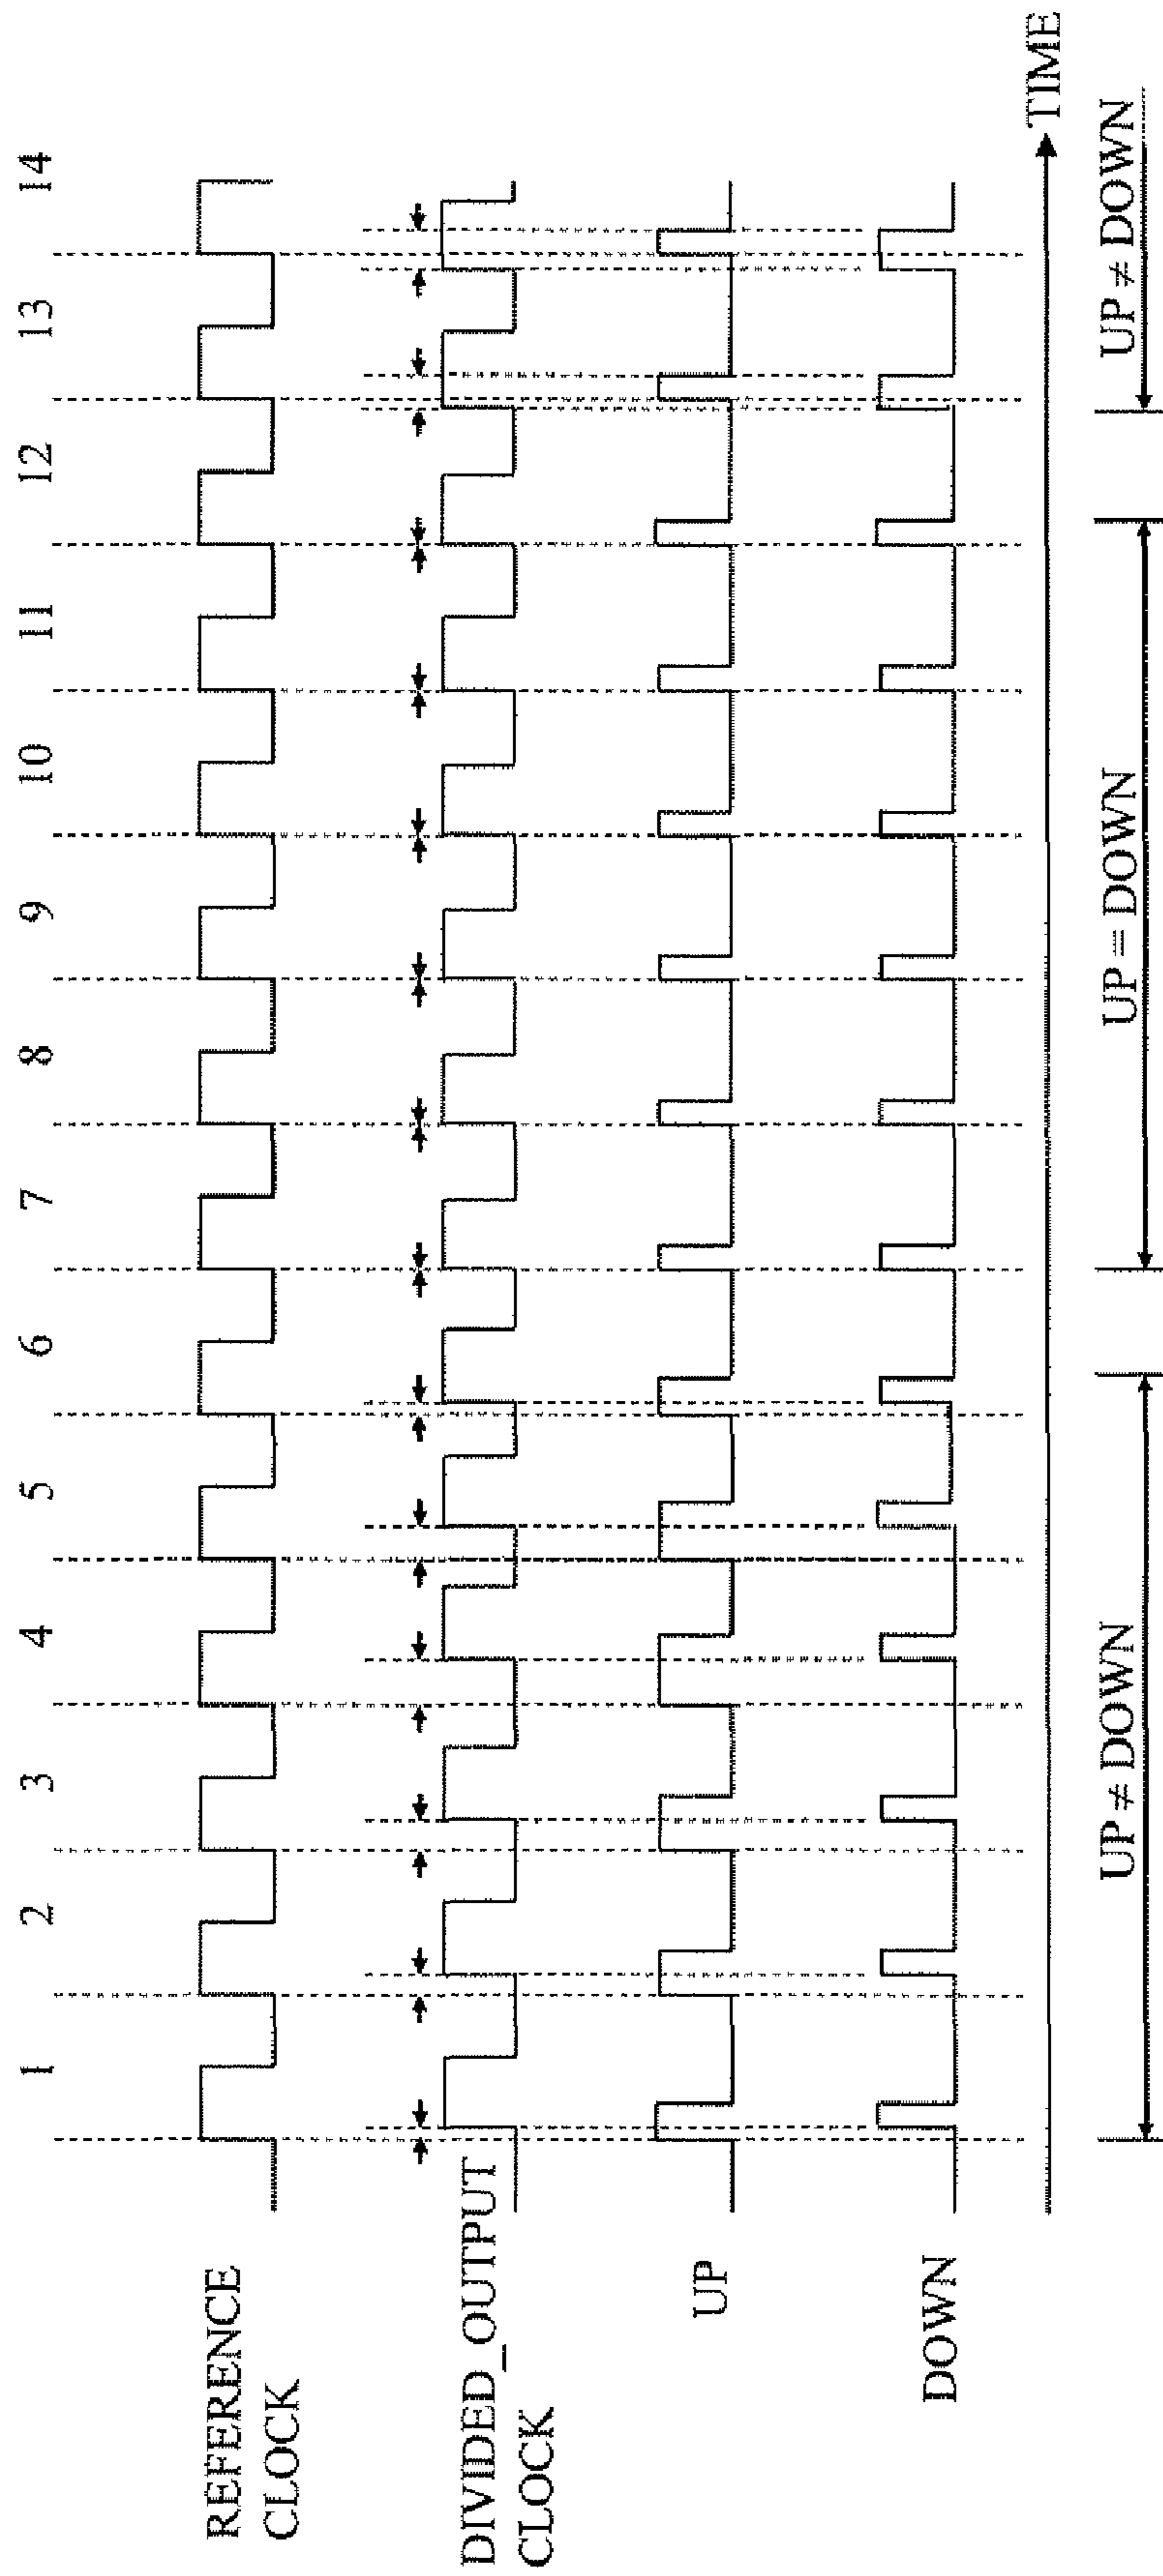 1 2 3 4 5 6 7 8 9 10 11 12 13 14
REFERENCE
CLOCK
DIVIDED_OUTPUT
CLOCK
UP
DOWN
TIME
UP ≠ DOWN
UP = DOWN
UP ≠ DOWN